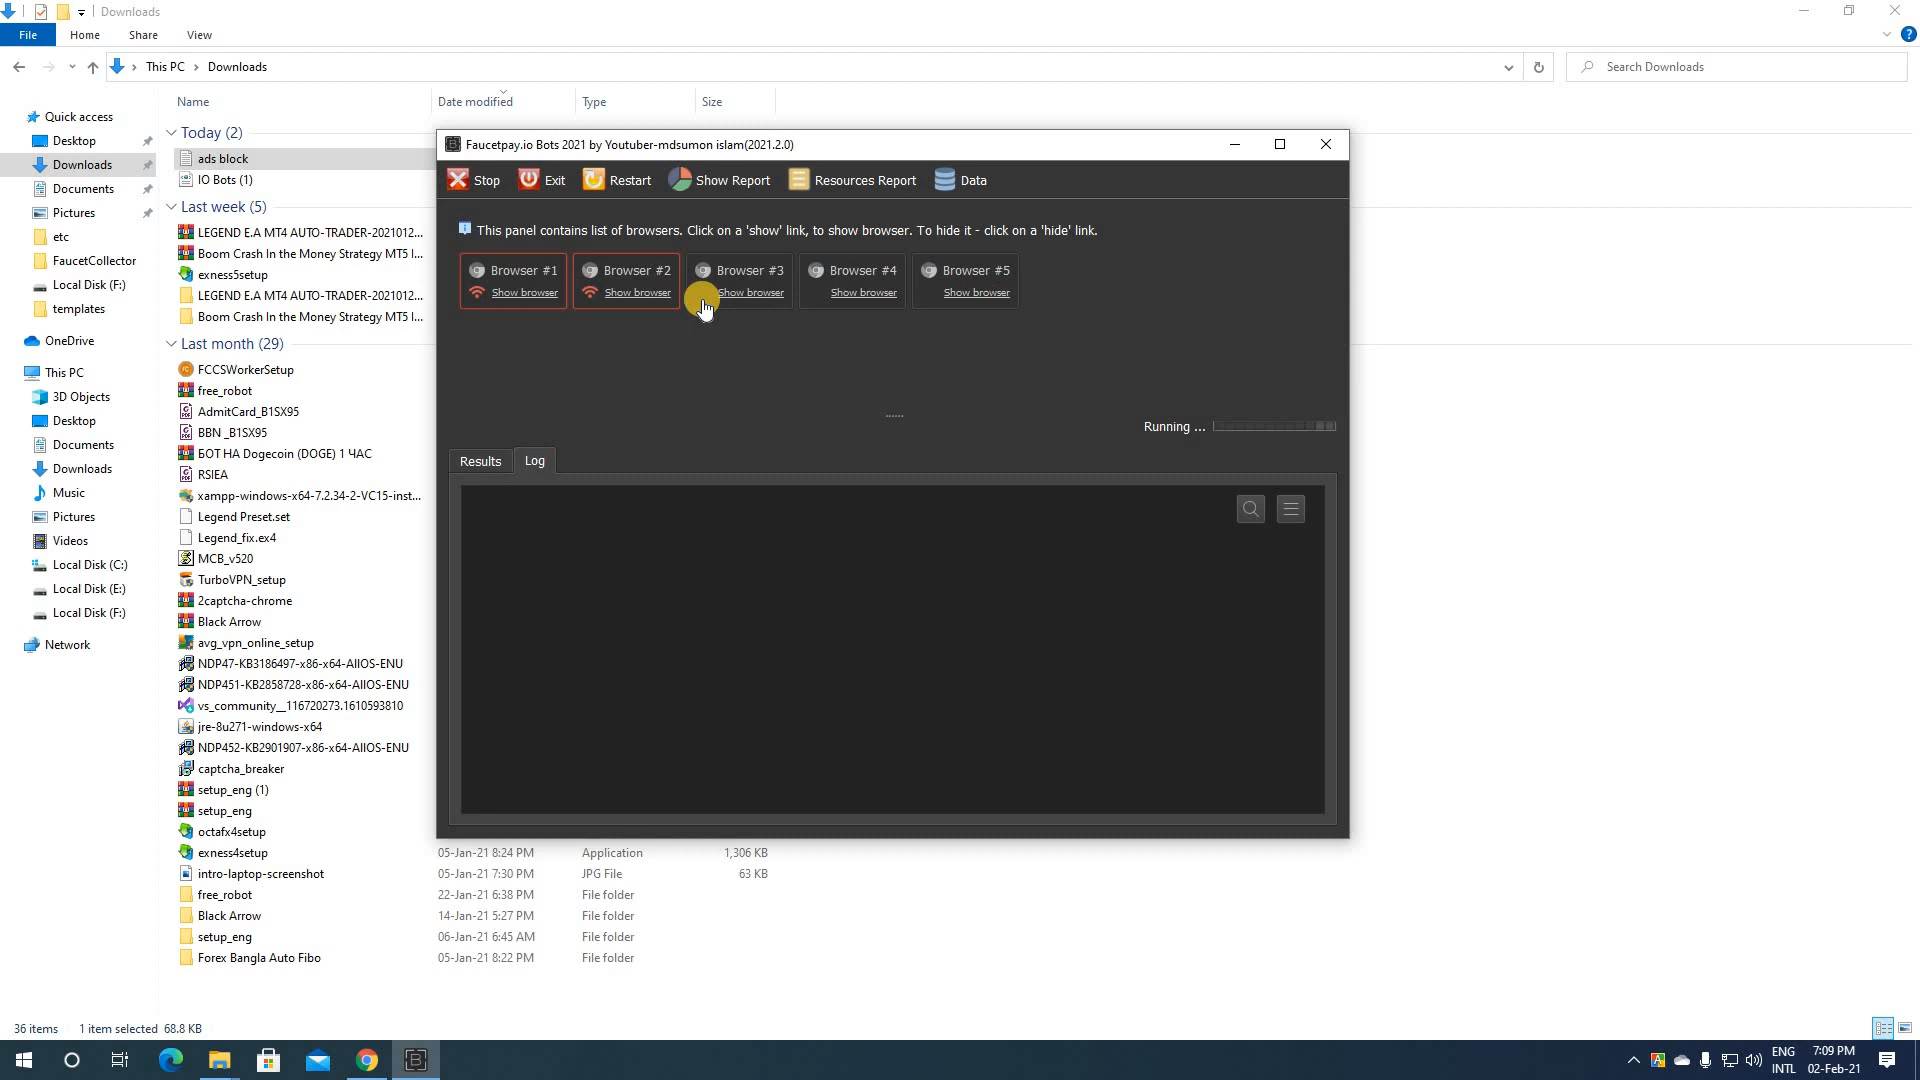 Downloads
File Home Share View
This PC Downloads
Search Downloads
Name Date modified Type Size
Quick access
Desktop
Downloads
Documents
Pictures
etc
FaucetCollector
Local Disk (F:)
templates
OneDrive
This PC
3D Objects
Desktop
Documents
Downloads
Music
Pictures
Videos
Local Disk (C:)
Local Disk (E:)
Local Disk (F:)
Network
Today (2)
ads block
IO Bots (1)
Last week (5)
LEGEND E.A MT4 AUTO-TRADER-2021012...
Boom Crash In the Money Strategy MT5 I...
exness5setup
LEGEND E.A MT4 AUTO-TRADER-2021012...
Boom Crash In the Money Strategy MT5 I...
Last month (29)
FCCSWorkerSetup
free_robot
AdmitCard_B1SX95
BBN _B1SX95
БОТ НА Dogecoin (DOGE) 1 ЧАС
RSIEA
xampp-windows-x64-7.2.34-2-VC15-inst...
Legend Preset.set
Legend_fix.ex4
MCB_v520
TurboVPN_setup
2captcha-chrome
Black Arrow
avg_vpn_online_setup
NDP47-KB3186497-x86-x64-AllOS-ENU
NDP451-KB2858728-x86-x64-AllOS-ENU
vs_community__116720273.1610593810
jre-8u271-windows-x64
NDP452-KB2901907-x86-x64-AllOS-ENU
captcha_breaker
setup_eng (1)
setup_eng
octafx4setup
exness4setup 05-Jan-21 8:24 PM Application 1,306 KB
intro-laptop-screenshot 05-Jan-21 7:30 PM JPG File 63 KB
free_robot 22-Jan-21 6:38 PM File folder
Black Arrow 14-Jan-21 5:27 PM File folder
setup_eng 06-Jan-21 6:45 AM File folder
Forex Bangla Auto Fibo 05-Jan-21 8:22 PM File folder
Faucetpay.io Bots 2021 by Youtuber-mdsumon islam(2021.2.0)
Stop Exit Restart Show Report Resources Report Data
This panel contains list of browsers. Click on a 'show' link, to show browser. To hide it - click on a 'hide' link.
Browser #1 Browser #2 Browser #3 Browser #4 Browser #5
Show browser Show browser Show browser Show browser Show browser
Running ...
Results Log
36 items 1 item selected 68.8 KB
ENG 7:09 PM
INTL 02-Feb-21